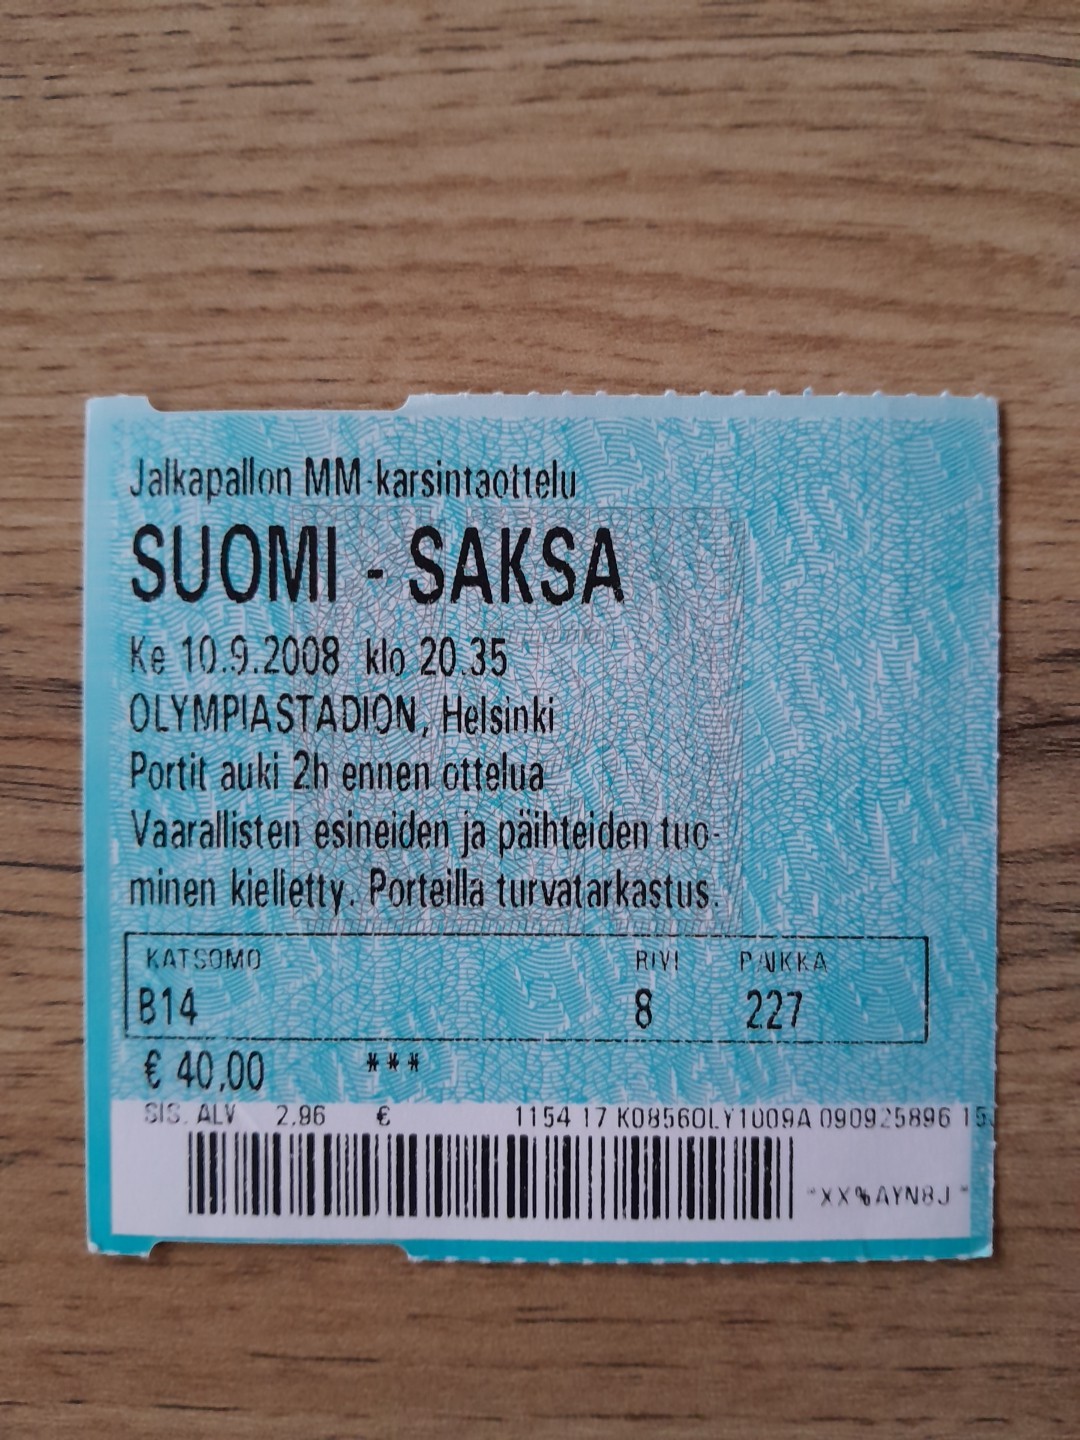 Jalkapallon MM-karsintaottelu
SUOMI - SAKSA
Ke 10.9.2008 klo 20.35
OLYMPIASTADION, Helsinki
Portit auki 2h ennen ottelua
Vaarallisten esineiden ja päihteiden tuo-
minen kielletty. Porteilla turvatarkastus.
KATSOMO RIVI PAIKKA
B14 8 227
€ 40,00 ***
SIS. ALV 2.96 € 1154 17 K0856OLY1009A 090925896 15
*XX%AYN8J*